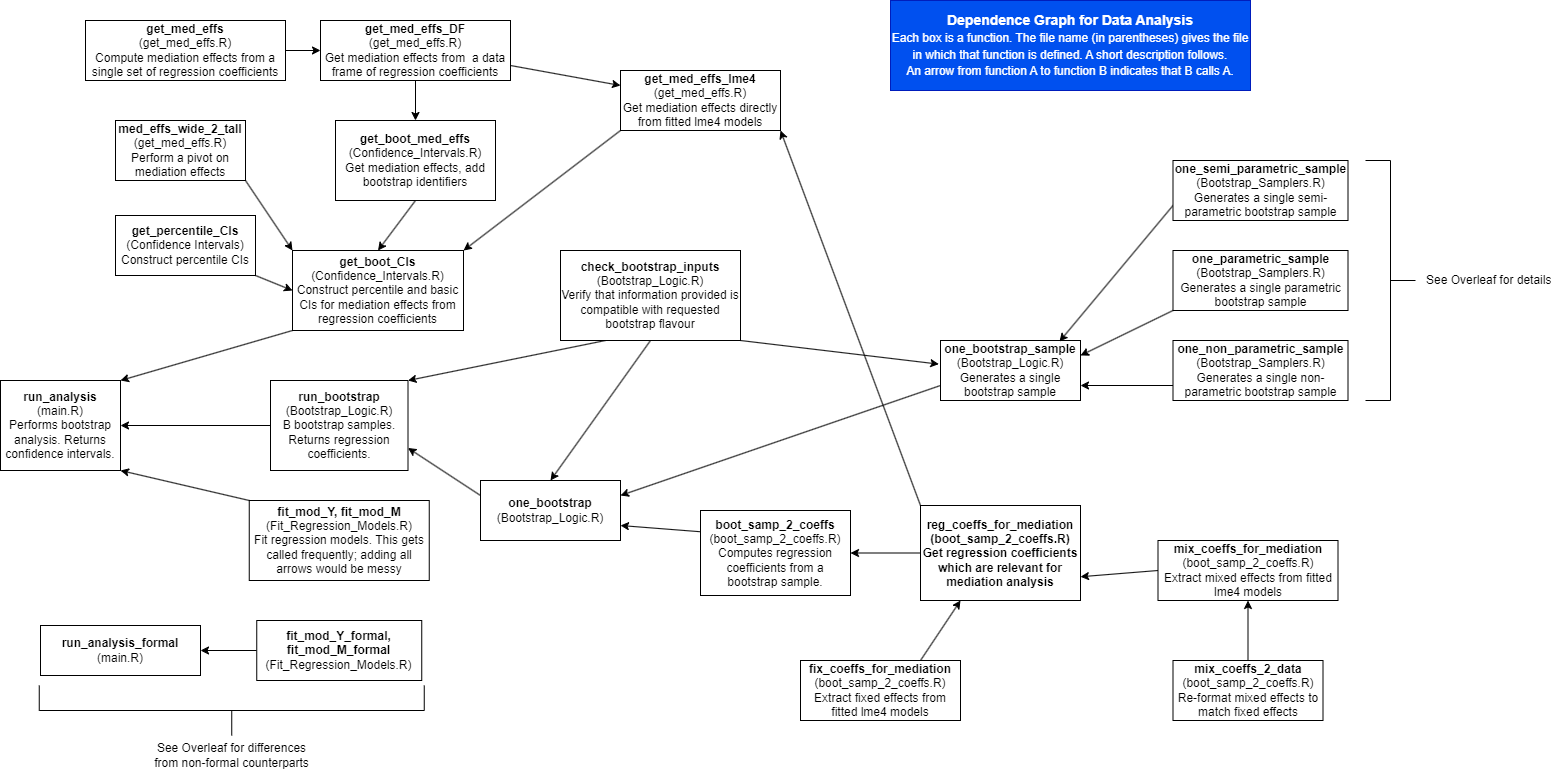 Dependence Graph for Data Analysis
Each box is a function. The file name (in parentheses) gives the file
in which that function is defined. A short description follows.
An arrow from function A to function B indicates that B calls A.
get_med_effs
(get_med_effs.R)
Compute mediation effects from a
single set of regression coefficients
get_med_effs_DF
(get_med_effs.R)
Get mediation effects from a data
frame of regression coefficients
get_med_effs_lme4
(get_med_effs.R)
Get mediation effects directly
from fitted lme4 models
med_effs_wide_2_tall
(get_med_effs.R)
Perform a pivot on
mediation effects
get_boot_med_effs
(Confidence_Intervals.R)
Get mediation effects, add
bootstrap identifiers
get_percentile_CIs
(Confidence Intervals)
Construct percentile CIs
get_boot_CIs
(Confidence_Intervals.R)
Construct percentile and basic
CIs for mediation effects from
regression coefficients
check_bootstrap_inputs
(Bootstrap_Logic.R)
Verify that information provided is
compatible with requested
bootstrap flavour
one_semi_parametric_sample
(Bootstrap_Samplers.R)
Generates a single semi-
parametric bootstrap sample
one_parametric_sample
(Bootstrap_Samplers.R)
Generates a single parametric
bootstrap sample
one_non_parametric_sample
(Bootstrap_Samplers.R)
Generates a single non-
parametric bootstrap sample
See Overleaf for details
one_bootstrap_sample
(Bootstrap_Logic.R)
Generates a single
bootstrap sample
run_analysis
(main.R)
Performs bootstrap
analysis. Returns
confidence intervals.
run_bootstrap
(Bootstrap_Logic.R)
B bootstrap samples.
Returns regression
coefficients.
one_bootstrap
(Bootstrap_Logic.R)
fit_mod_Y, fit_mod_M
(Fit_Regression_Models.R)
Fit regression models. This gets
called frequently; adding all
arrows would be messy
boot_samp_2_coeffs
(boot_samp_2_coeffs.R)
Computes regression
coefficients from a
bootstrap sample.
reg_coeffs_for_mediation
(boot_samp_2_coeffs.R)
Get regression coefficients
which are relevant for
mediation analysis
mix_coeffs_for_mediation
(boot_samp_2_coeffs.R)
Extract mixed effects from fitted
lme4 models
fix_coeffs_for_mediation
(boot_samp_2_coeffs.R)
Extract fixed effects from
fitted lme4 models
mix_coeffs_2_data
(boot_samp_2_coeffs.R)
Re-format mixed effects to
match fixed effects
run_analysis_formal
(main.R)
fit_mod_Y_formal,
fit_mod_M_formal
(Fit_Regression_Models.R)
See Overleaf for differences
from non-formal counterparts